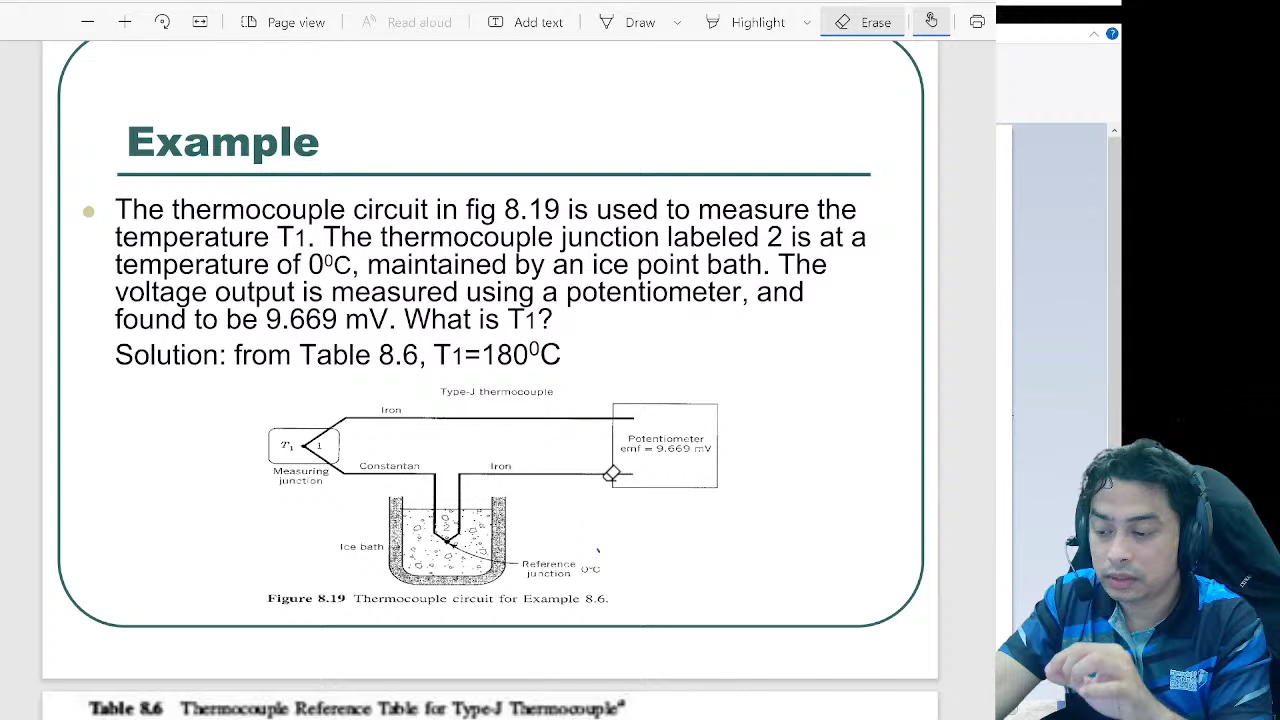 Page view
Read aloud
Add text
Draw
Highlight
Erase
Example
The thermocouple circuit in fig 8.19 is used to measure the
temperature T1. The thermocouple junction labeled 2 is at a
temperature of 0⁰C, maintained by an ice point bath. The
voltage output is measured using a potentiometer, and
found to be 9.669 mV. What is T1?
Solution: from Table 8.6, T1=180⁰C
Type-J thermocouple
Iron
T1
1
Measuring
junction
Constantan
Iron
Potentiometer
emf = 9.669 mV
Ice bath
Reference
junction
0°C
Figure 8.19 Thermocouple circuit for Example 8.6.
Table 8.6 Thermocouple Reference Table for Type-J Thermocoupleᵃ